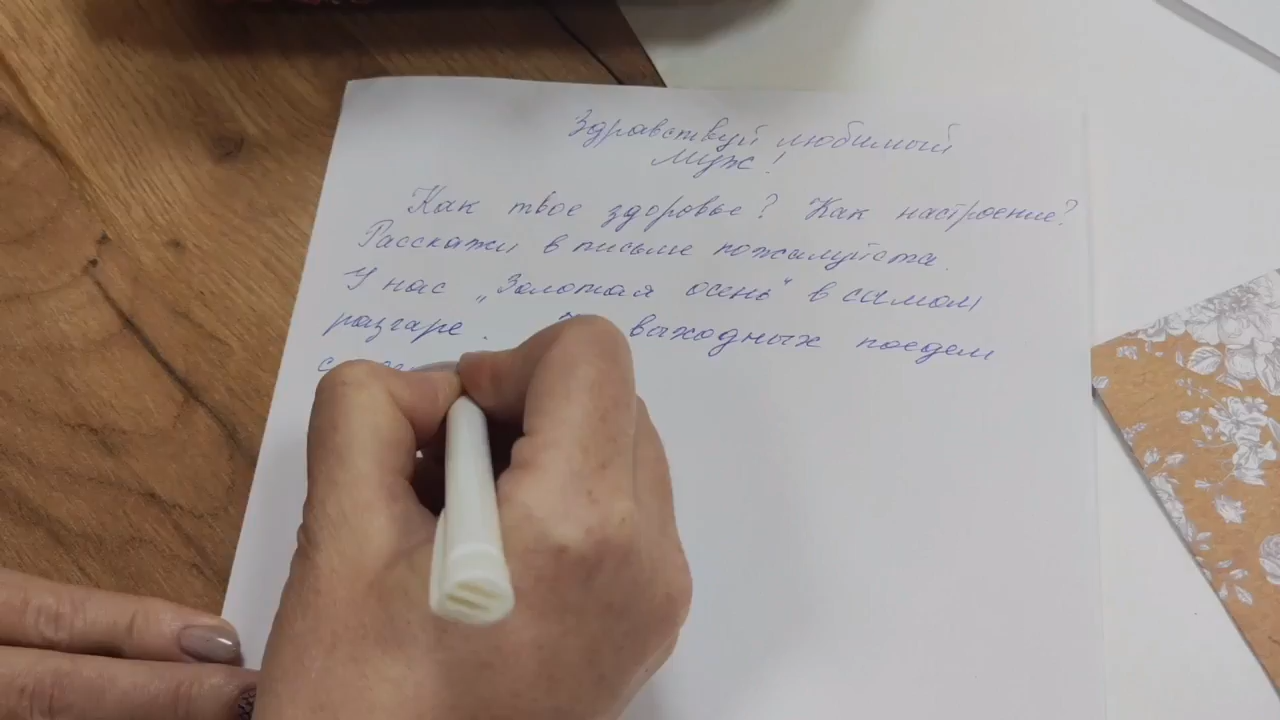 Здравствуй любимый
муж!
Как твое здоровье? Как настроение?
Расскажи в письме пожалуйста.
У нас „Золотая осень" в самом
разгаре. выходных поедем
с